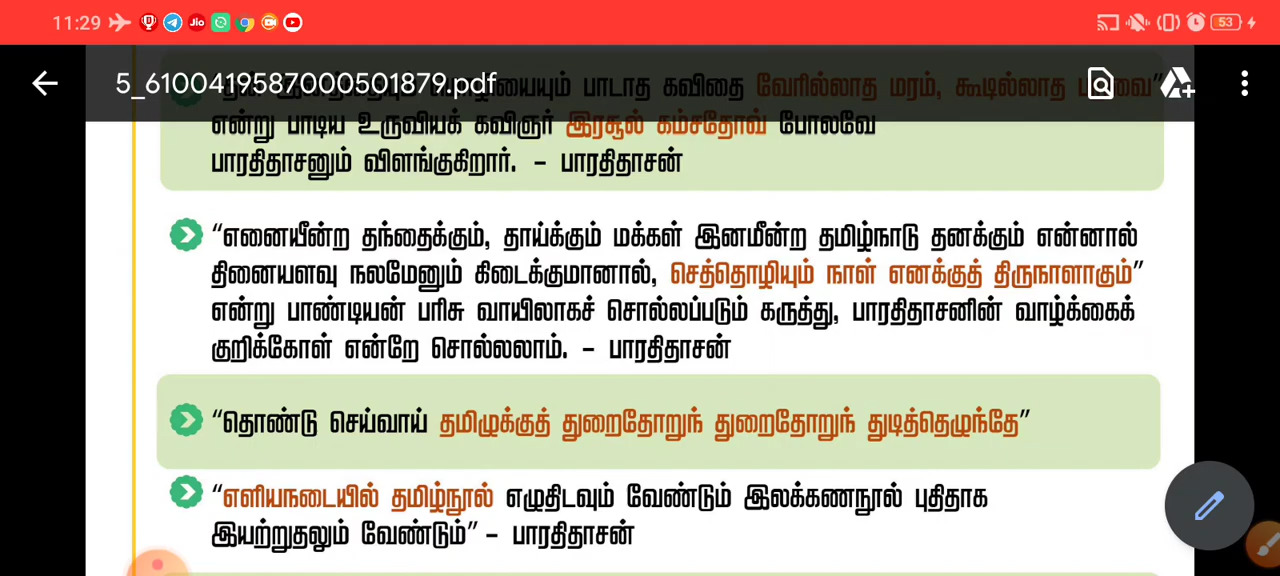 11:29
53
5_6100419587000501879.pdf
பாடாத கவிதை வேரில்லாத மரம், கூடில்லாத
என்று பாடிய உருவியக் கவிஞர் இரசூல் கம்சதோவ் போலவே
பாரதிதாசனும் விளங்குகிறார். – பாரதிதாசன்
“எனையீன்ற தந்தைக்கும், தாய்க்கும் மக்கள் இனமீன்ற தமிழ்நாடு தனக்கும் என்னால்
தினையளவு நலமேனும் கிடைக்குமானால், செத்தொழியும் நாள் எனக்குத் திருநாளாகும்”
என்று பாண்டியன் பரிசு வாயிலாகச் சொல்லப்படும் கருத்து, பாரதிதாசனின் வாழ்க்கைக்
குறிக்கோள் என்றே சொல்லலாம். – பாரதிதாசன்
“தொண்டு செய்வாய் தமிழுக்குத் துறைதோறுந் துறைதோறுந் துடித்தெழுந்தே”
“எளியநடையில் தமிழ்நூல் எழுதிடவும் வேண்டும் இலக்கணநூல் புதிதாக
இயற்றுதலும் வேண்டும்” – பாரதிதாசன்